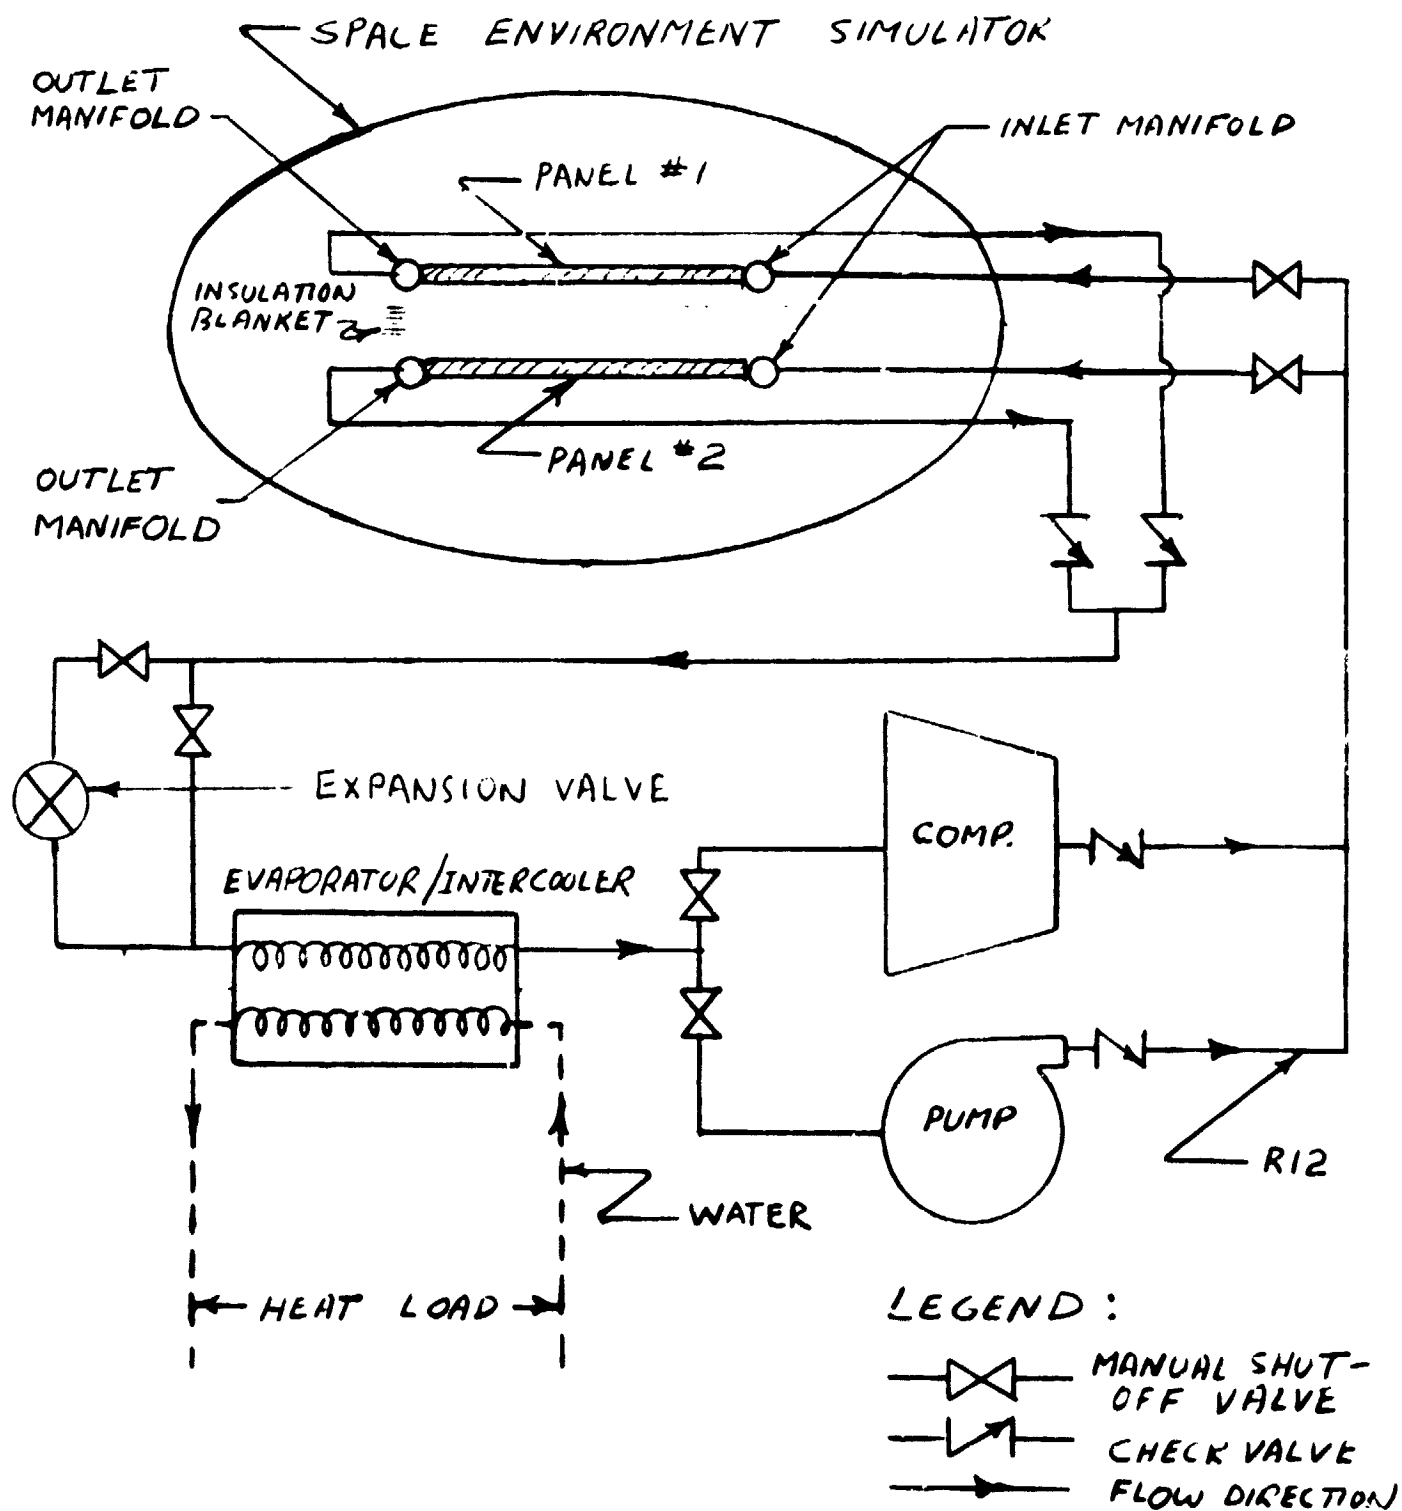 SPACE ENVIRONMENT SIMULATOR
OUTLET
MANIFOLD
INLET MANIFOLD
PANEL #1
INSULATION
BLANKET
PANEL #2
OUTLET
MANIFOLD
EXPANSION VALVE
COMP.
EVAPORATOR/INTERCOOLER
PUMP
R12
WATER
HEAT LOAD
LEGEND:
MANUAL SHUT-
OFF VALVE
CHECK VALVE
FLOW DIRECTION